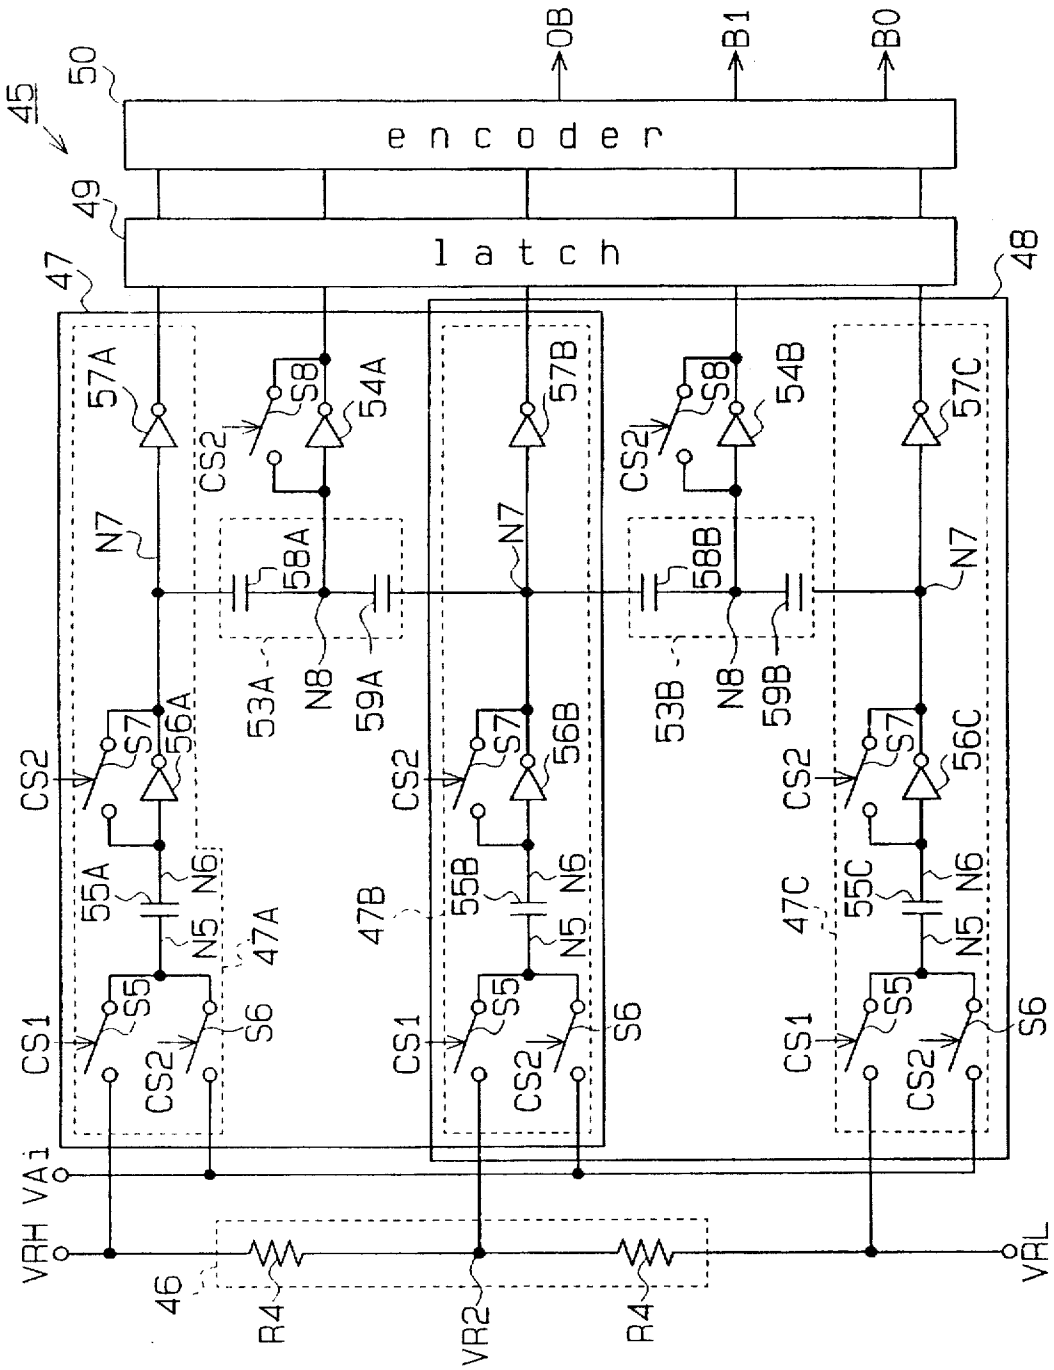 45
50
encoder
OB
B1
B0
49
latch
47
48
57A
N7
CS2
S8
54A
58A
N8
53A
59A
57B
N7
CS2
S8
54B
58B
N8
53B
59B
57C
N7
CS2
S7
56A
55A
N6
N5
47A
CS1
S5
CS2
S6
CS2
S7
56B
47B
55B
N6
N5
CS1
S5
CS2
S6
CS2
S7
56C
47C
55C
N6
N5
CS1
S5
CS2
S6
VAi
VRH
46
R4
VR2
R4
VRL